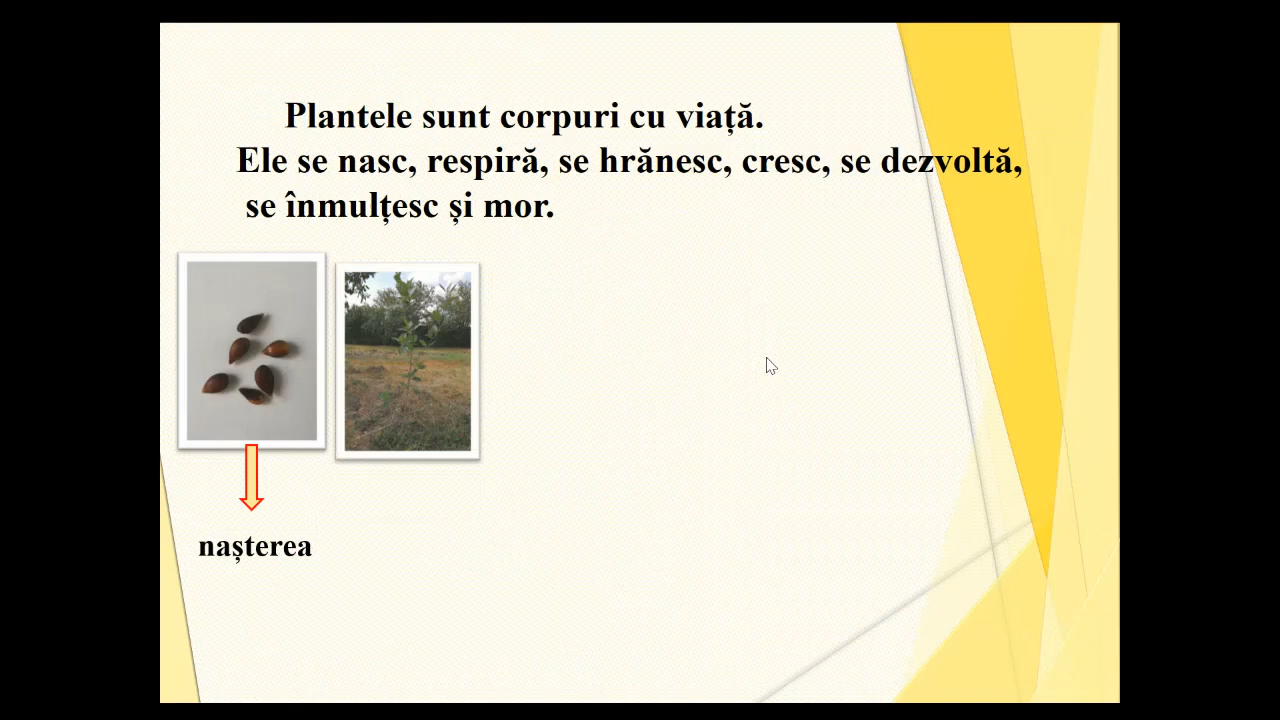 Plantele sunt corpuri cu viață.
Ele se nasc, respiră, se hrănesc, cresc, se dezvoltă,
se înmulțesc și mor.
nașterea